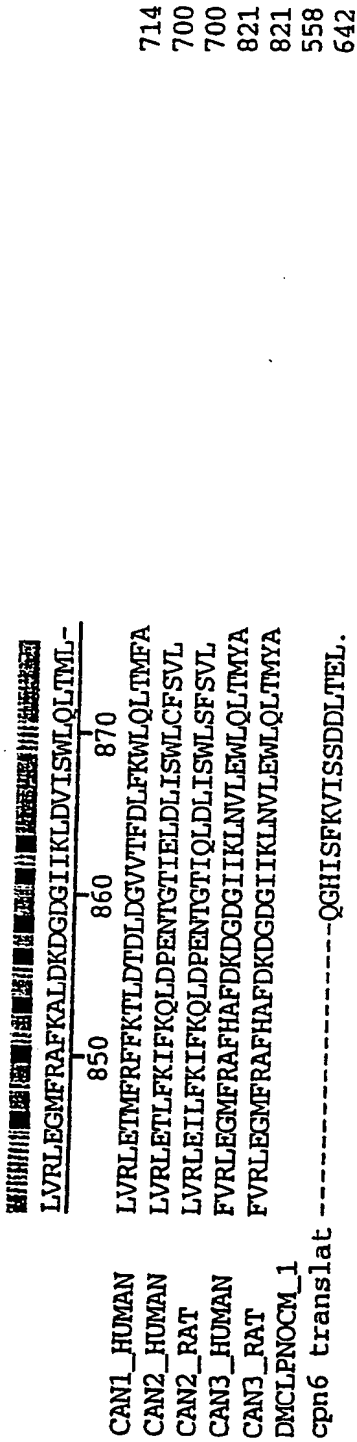 LVRLEGMFRAFKALDKDGDGIIKLDVISWLQLTML-
850 860 870
CAN1_HUMAN LVRLETMFRFFKTLDTDLDGVVTFDLFKWLQLTMFA 714
CAN2_HUMAN LVRLETLFKIFKQLDPENTGTIELDLISWLCFSVL 700
CAN2_RAT LVRLEILFKIFKQLDPENTGTIQLDLISWLSFSVL 700
CAN3_HUMAN FVRLEGMFRAFHAFDKDGDGIIKLNVLEWLQLTMYA 821
CAN3_RAT FVRLEGMFRAFHAFDKDGDGIIKLNVLEWLQLTMYA 821
DMCLPNOCM_1 558
cpn6 translat -----------------QGHISFKVISSDDLTEL. 642